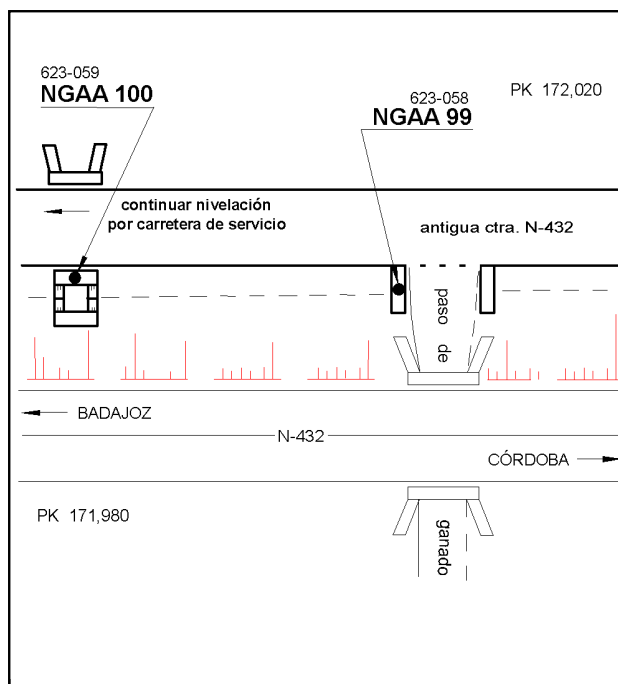 623-059
NGAA 100
623-058
NGAA 99
PK 172,020
continuar nivelación
por carretera de servicio
antigua ctra. N-432
paso de
BADAJOZ
N-432
CÓRDOBA
PK 171,980
ganado